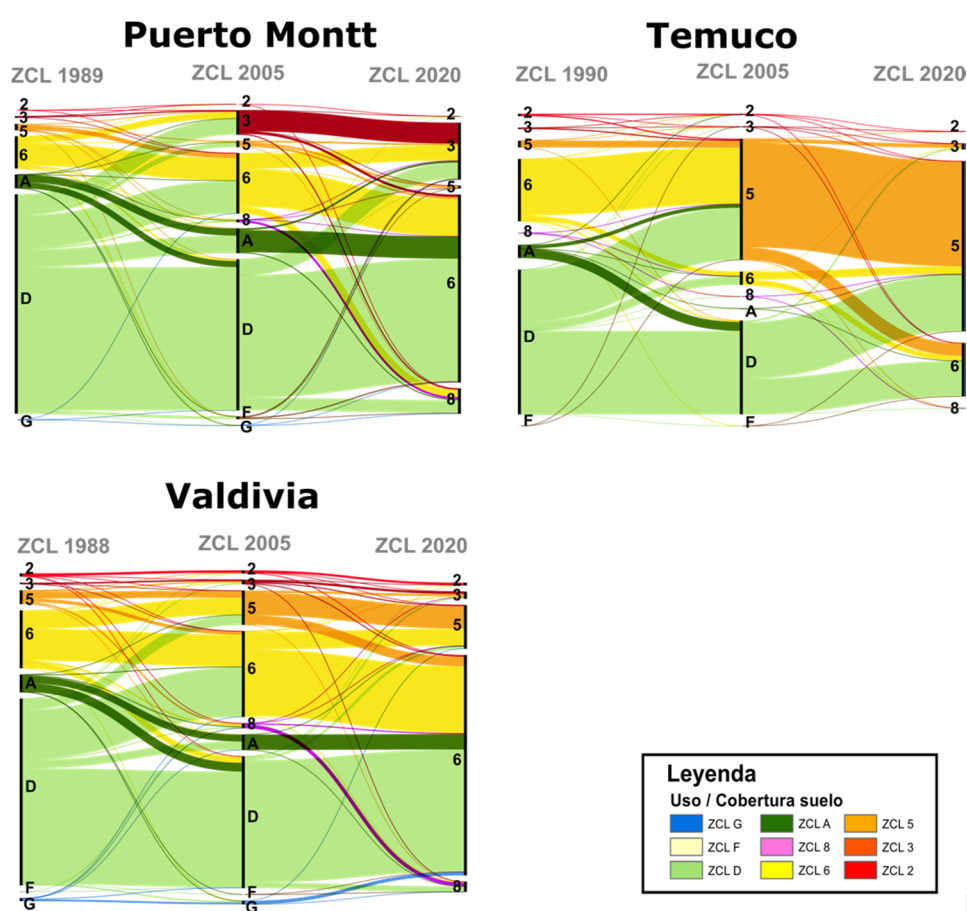 Puerto Montt
ZCL 1989 ZCL 2005 ZCL 2020
2
3
5
6
A
D
G
2
3
5
6
8
A
D
F
G
2
3
5
6
8
Temuco
ZCL 1990 ZCL 2005 ZCL 2020
2
3
5
6
8
A
D
F
2
3
5
6
8
A
D
F
2
3
5
6
8
Valdivia
ZCL 1988 ZCL 2005 ZCL 2020
2
3
5
6
A
D
F
G
2
3
5
6
8
A
D
F
G
2
3
5
6
8
Leyenda
Uso / Cobertura suelo
ZCL G ZCL A ZCL 5
ZCL F ZCL 8 ZCL 3
ZCL D ZCL 6 ZCL 2